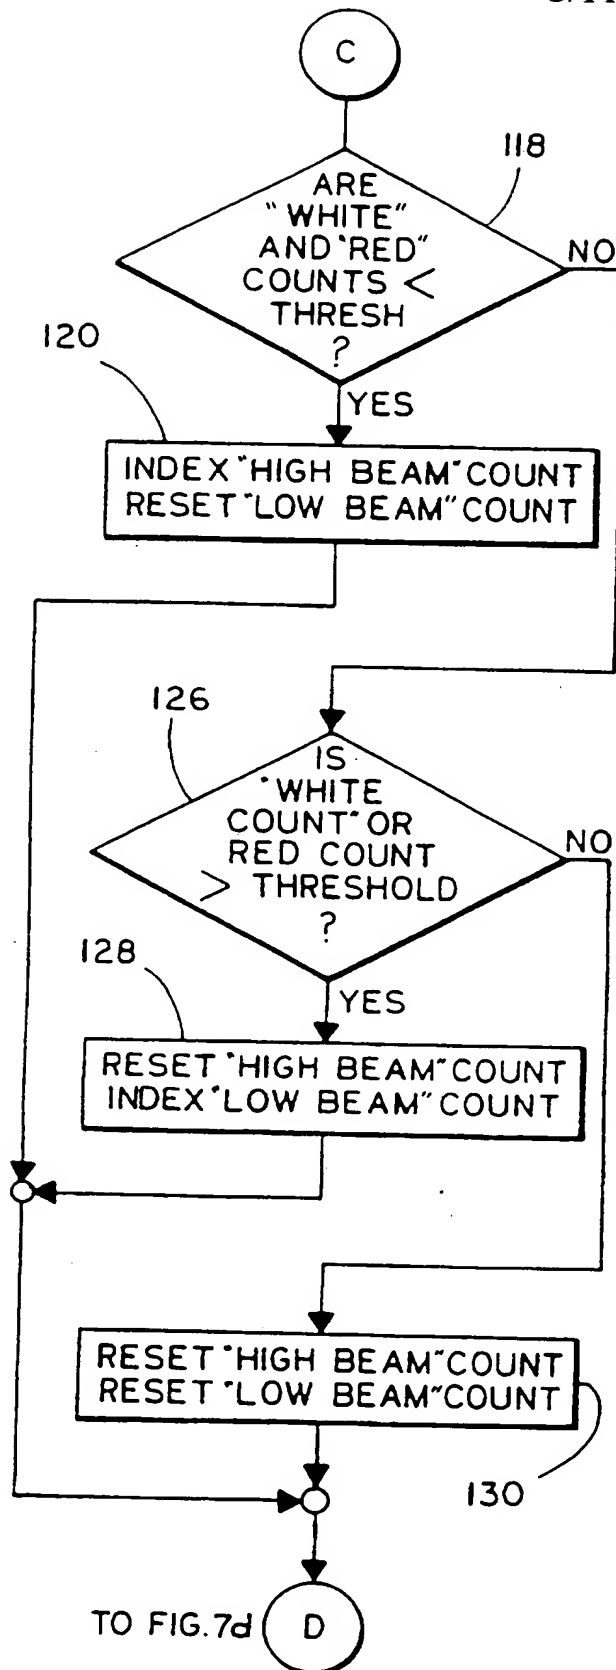 C
118
ARE
"WHITE"
AND "RED"
COUNTS <
THRESH
?
NO
120
YES
INDEX "HIGH BEAM" COUNT
RESET "LOW BEAM" COUNT
126
IS
"WHITE
COUNT" OR
RED COUNT
> THRESHOLD
?
NO
128
YES
RESET "HIGH BEAM" COUNT
INDEX "LOW BEAM" COUNT
RESET "HIGH BEAM" COUNT
RESET "LOW BEAM" COUNT
130
TO FIG.7d
D